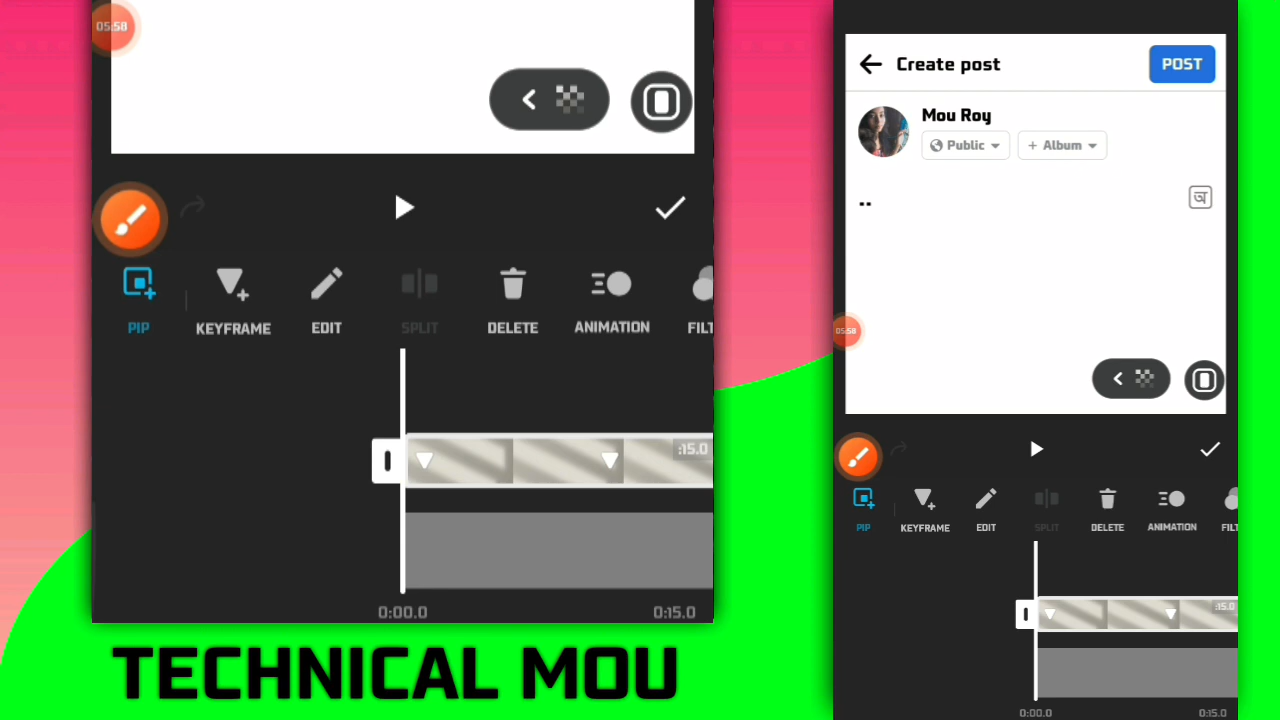 05:58
PIP
KEYFRAME
EDIT
SPLIT
DELETE
ANIMATION
FILT
:15.0
0:00.0
0:15.0
TECHNICAL MOU
Create post
POST
Mou Roy
Public
+ Album
..
অ
05:58
PIP
KEYFRAME
EDIT
SPLIT
DELETE
ANIMATION
FILT
:15.0
0:00.0
0:15.0